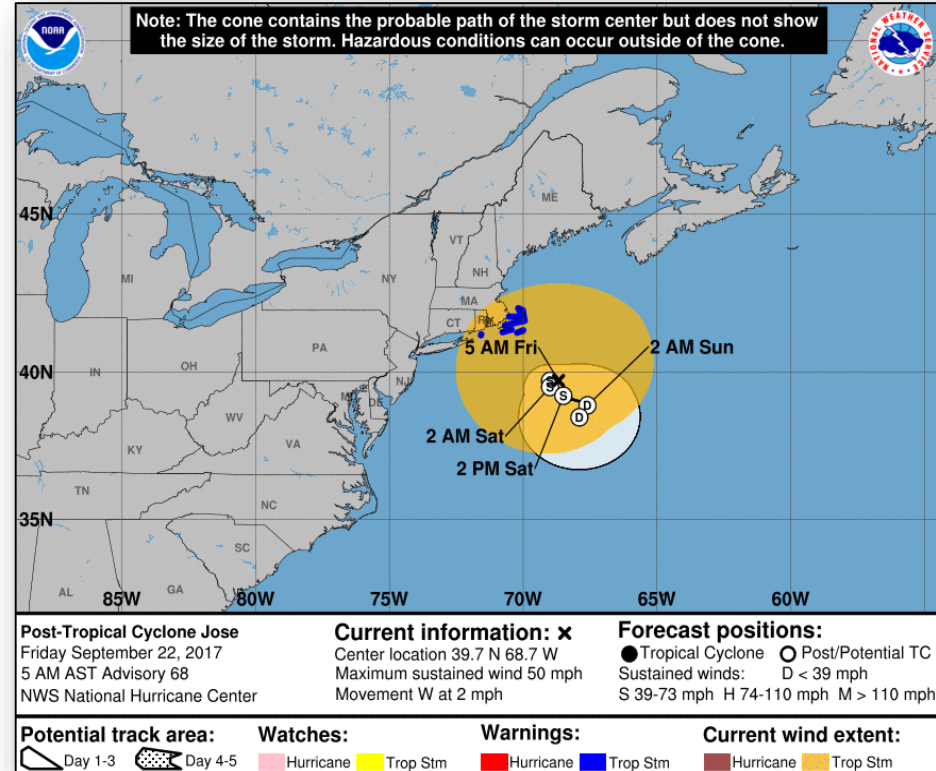 Note: The cone contains the probable path of the storm center but does not show
the size of the storm. Hazardous conditions can occur outside of the cone.
NOAA
NATIONAL WEATHER SERVICE
45N
ME
VT
NH
MI
NY
MA
CT
5 AM Fri
2 AM Sun
40N
PA
IN
OH
NJ
DE
WV
2 AM Sat
KY
VA
2 PM Sat
S
S
D
D
TN
NC
35N
SC
AL
GA
85W
80W
75W
70W
65W
60W
Post-Tropical Cyclone Jose
Friday September 22, 2017
5 AM AST Advisory 68
NWS National Hurricane Center
Current information: x
Center location 39.7 N 68.7 W
Maximum sustained wind 50 mph
Movement W at 2 mph
Forecast positions:
Tropical Cyclone Post/Potential TC
Sustained winds: D < 39 mph
S 39-73 mph H 74-110 mph M > 110 mph
Potential track area:
Day 1-3 Day 4-5
Watches:
Hurricane Trop Stm
Warnings:
Hurricane Trop Stm
Current wind extent:
Hurricane Trop Stm